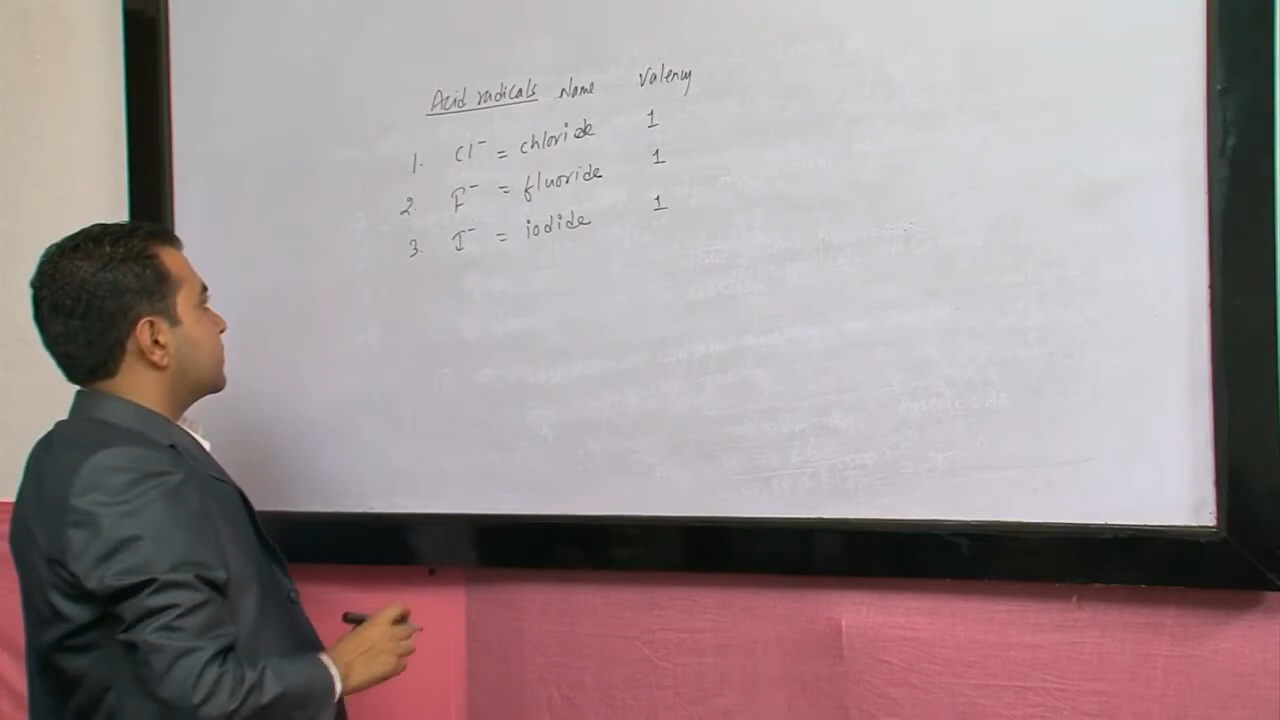 Acid radicals Name Valency
1. Cl⁻ = chloride 1
2. F⁻ = fluoride 1
3. I⁻ = iodide 1